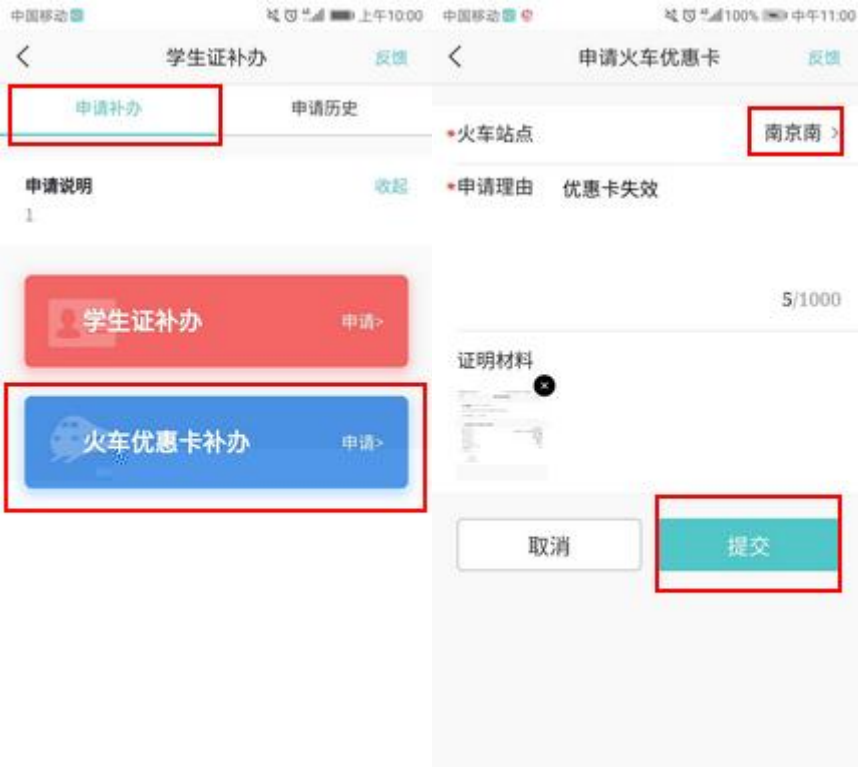 中国移动 上午10:00
学生证补办 反馈
申请补办 申请历史
申请说明 收起
1
学生证补办 申请>
火车优惠卡补办 申请>
中国移动 100% 中午11:00
申请火车优惠卡 反馈
*火车站点 南京南 >
*申请理由 优惠卡失效
5/1000
证明材料
取消 提交